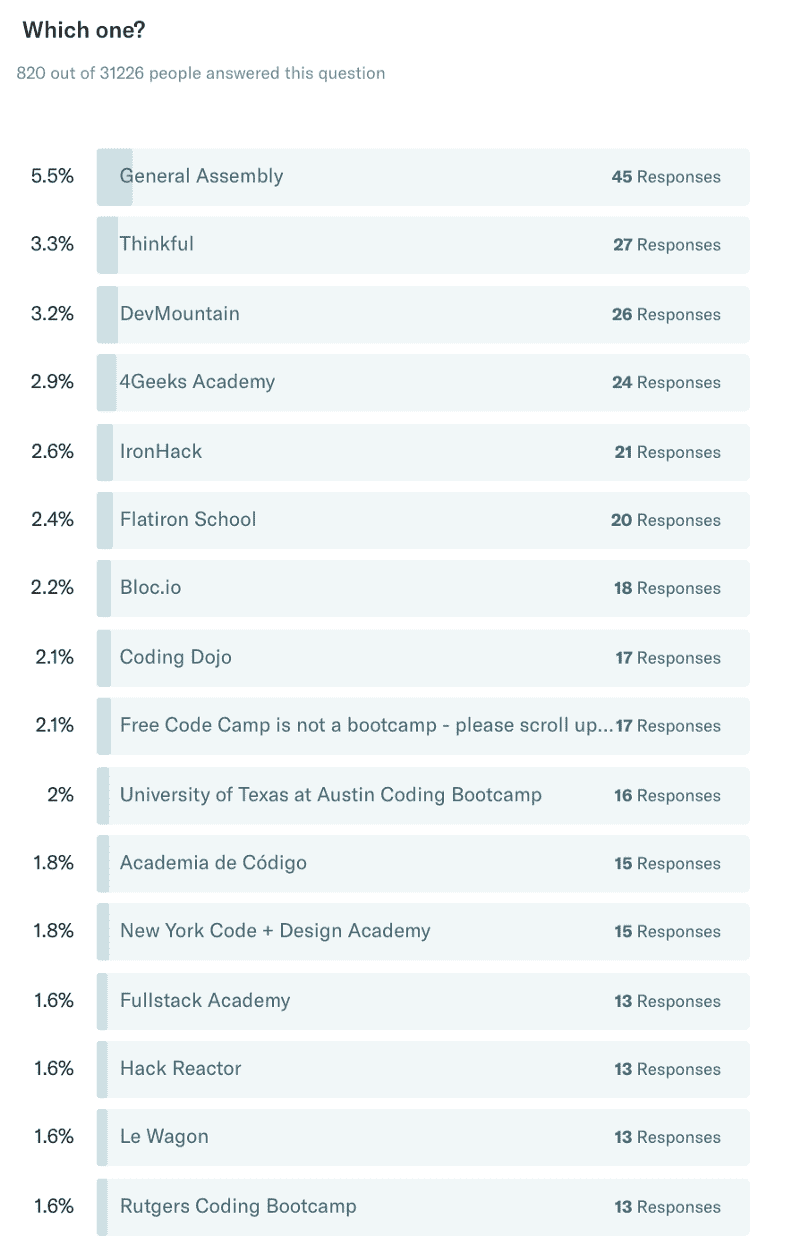 Which one?
820 out of 31226 people answered this question
5.5% General Assembly 45 Responses
3.3% Thinkful 27 Responses
3.2% DevMountain 26 Responses
2.9% 4Geeks Academy 24 Responses
2.6% IronHack 21 Responses
2.4% Flatiron School 20 Responses
2.2% Bloc.io 18 Responses
2.1% Coding Dojo 17 Responses
2.1% Free Code Camp is not a bootcamp - please scroll up... 17 Responses
2% University of Texas at Austin Coding Bootcamp 16 Responses
1.8% Academia de Código 15 Responses
1.8% New York Code + Design Academy 15 Responses
1.6% Fullstack Academy 13 Responses
1.6% Hack Reactor 13 Responses
1.6% Le Wagon 13 Responses
1.6% Rutgers Coding Bootcamp 13 Responses